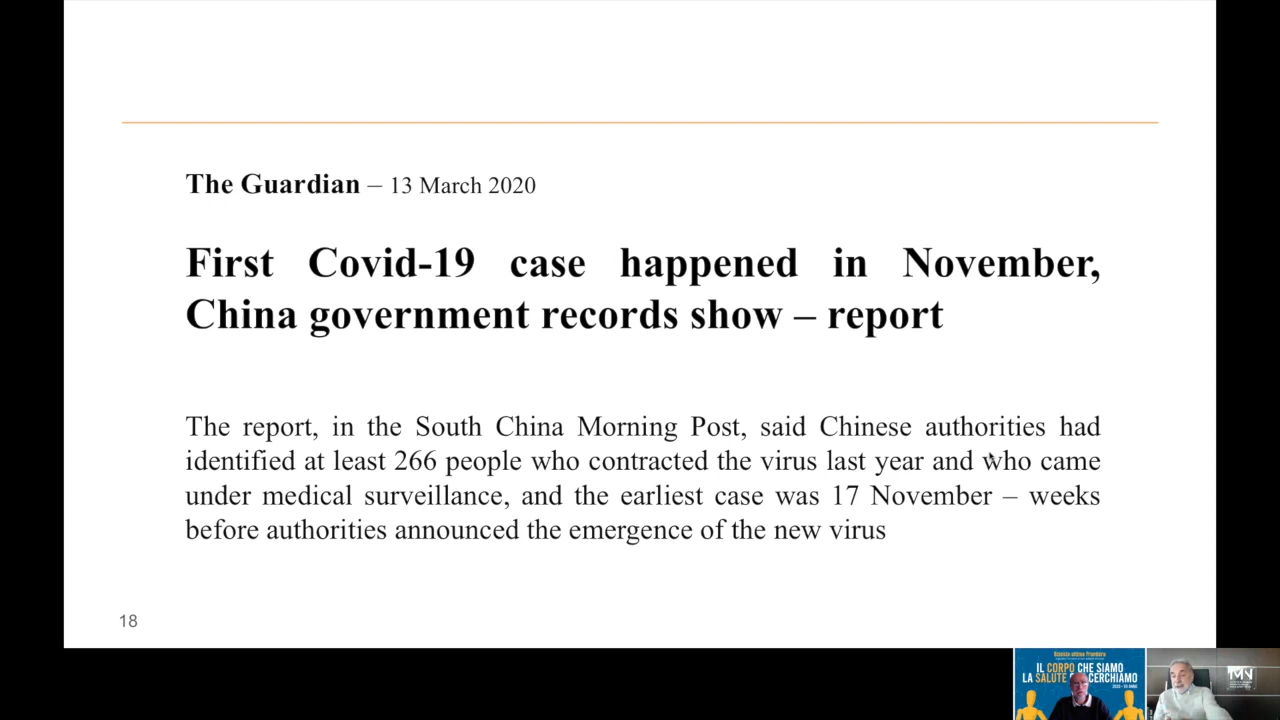 The Guardian – 13 March 2020
First Covid-19 case happened in November,
China government records show – report
The report, in the South China Morning Post, said Chinese authorities had
identified at least 266 people who contracted the virus last year and who came
under medical surveillance, and the earliest case was 17 November – weeks
before authorities announced the emergence of the new virus
18
Scienza ultima frontiera
IL CORPO CHE SIAMO
LA SALUTE CERCHIAMO